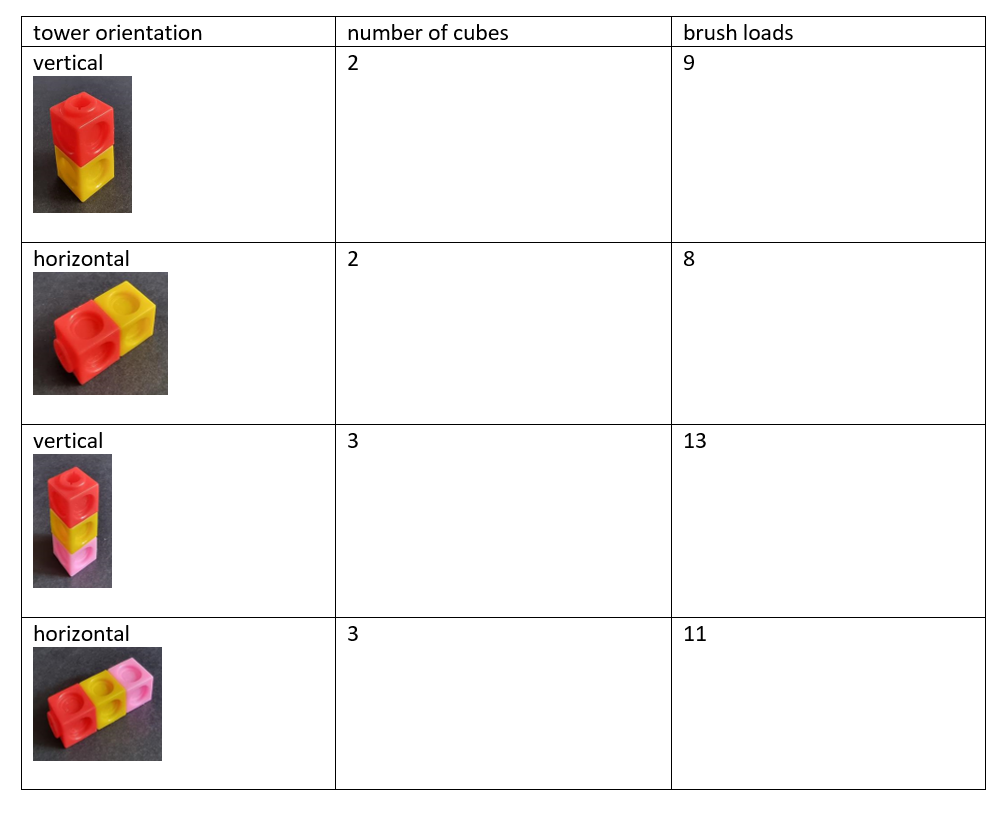 tower orientation number of cubes brush loads
vertical 2 9
horizontal 2 8
vertical 3 13
horizontal 3 11